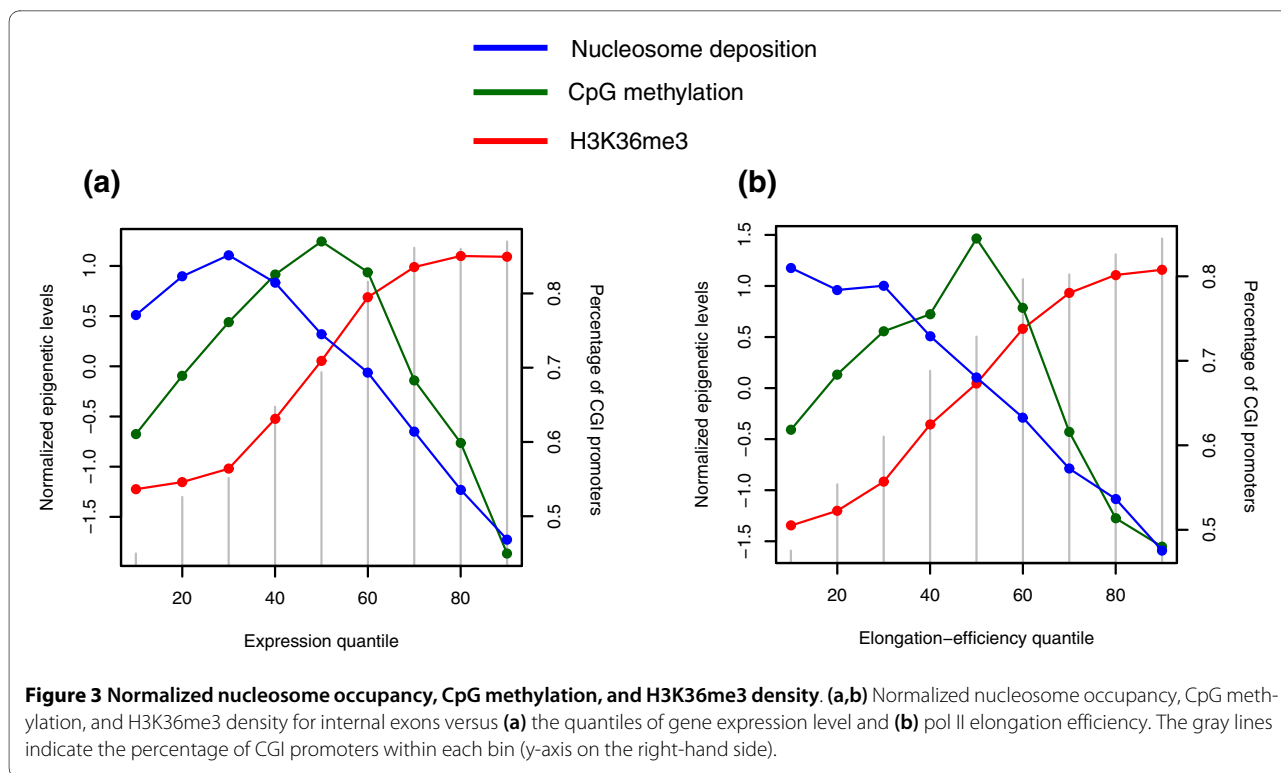 Nucleosome deposition
CpG methylation
H3K36me3
(a)
Normalized epigenetic levels
1.0
0.5
0.0
−0.5
−1.0
−1.5
20
40
60
80
Expression quantile
0.8
0.7
0.6
0.5
Percentage of CGI promoters
(b)
Normalized epigenetic levels
1.5
1.0
0.5
0.0
−0.5
−1.0
−1.5
20
40
60
80
Elongation−efficiency quantile
0.8
0.7
0.6
0.5
Percentage of CGI promoters
Figure 3 Normalized nucleosome occupancy, CpG methylation, and H3K36me3 density. (a,b) Normalized nucleosome occupancy, CpG meth-
ylation, and H3K36me3 density for internal exons versus (a) the quantiles of gene expression level and (b) pol II elongation efficiency. The gray lines
indicate the percentage of CGI promoters within each bin (y-axis on the right-hand side).